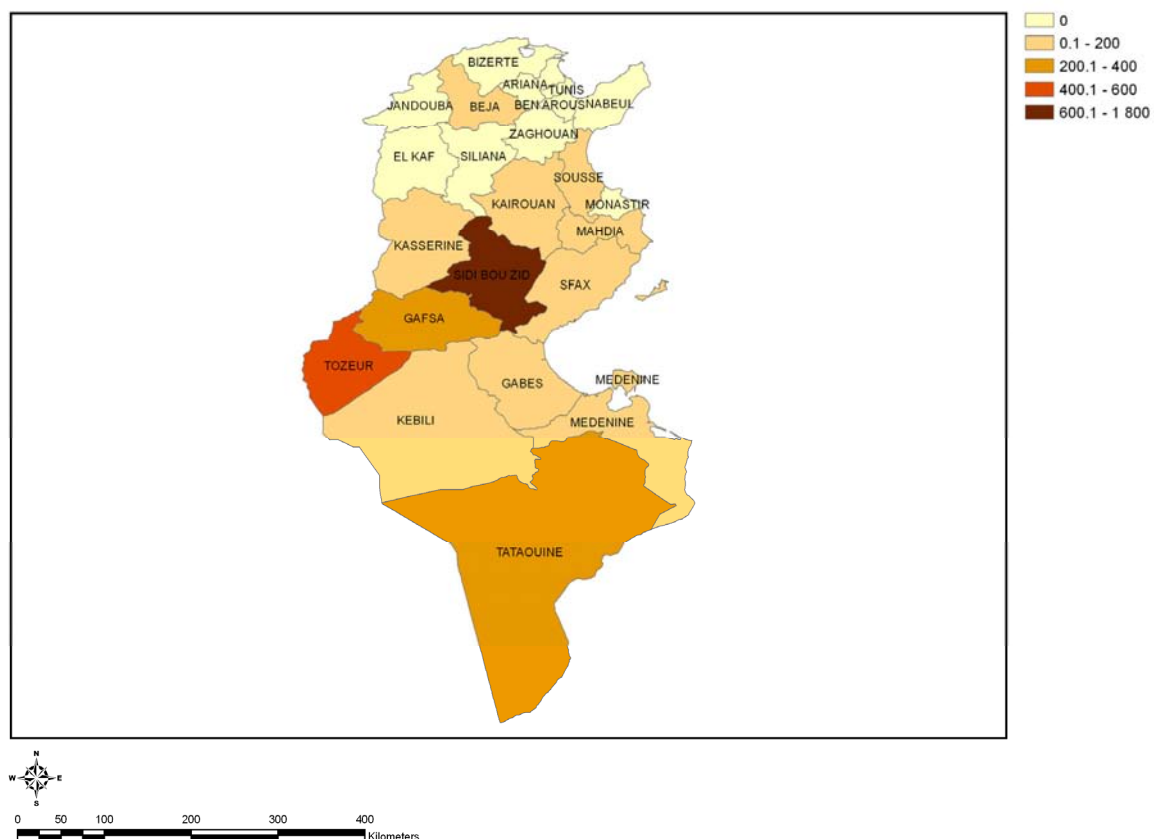 0
0.1 - 200
200.1 - 400
400.1 - 600
600.1 - 1 800
BIZERTE
ARIANA
TUNIS
JANDOUBA
BEJA
BEN AROUS
NABEUL
ZAGHOUAN
EL KAF
SILIANA
SOUSSE
KAIROUAN
MONASTIR
MAHDIA
KASSERINE
SIDI BOU ZID
SFAX
GAFSA
TOZEUR
GABES
MEDENINE
KEBILI
MEDENINE
TATAOUINE
N
W E
S
0 50 100 200 300 400
Kilometers